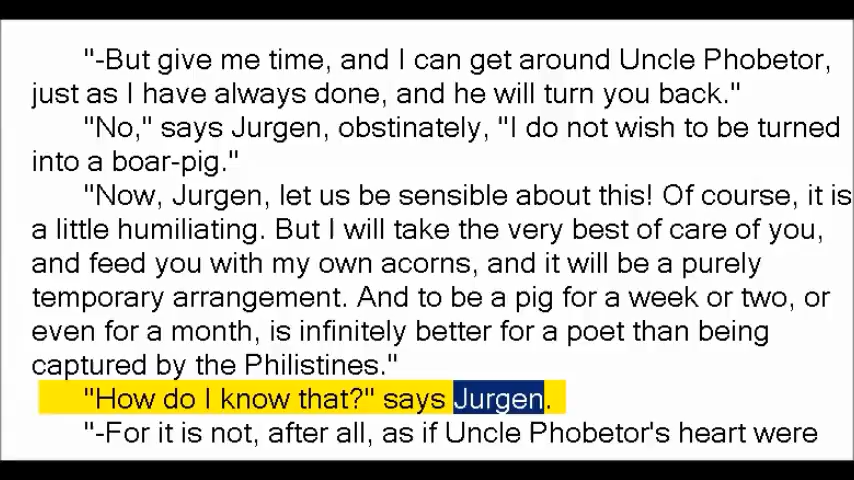 "-But give me time, and I can get around Uncle Phobetor,
just as I have always done, and he will turn you back."
"No," says Jurgen, obstinately, "I do not wish to be turned
into a boar-pig."
"Now, Jurgen, let us be sensible about this! Of course, it is
a little humiliating. But I will take the very best of care of you,
and feed you with my own acorns, and it will be a purely
temporary arrangement. And to be a pig for a week or two, or
even for a month, is infinitely better for a poet than being
captured by the Philistines."
"How do I know that?" says Jurgen.
"-For it is not, after all, as if Uncle Phobetor's heart were